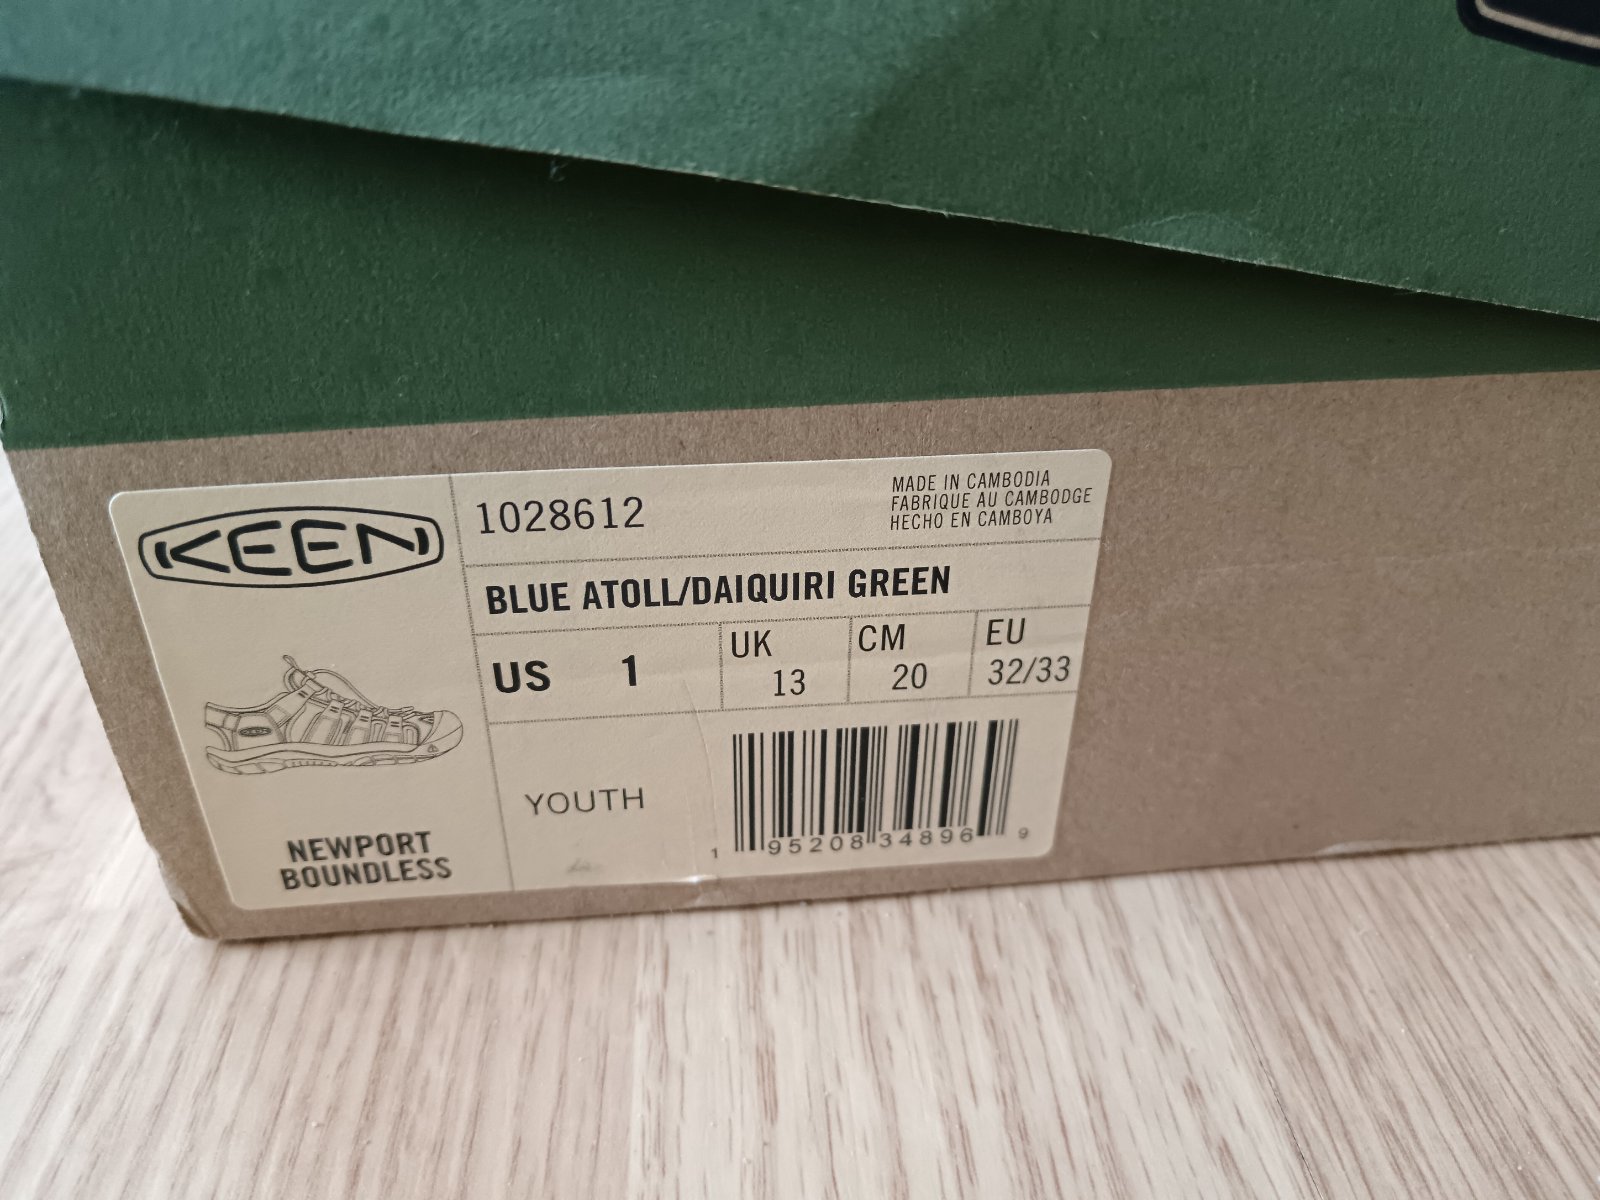 KEEN
1028612
MADE IN CAMBODIA
FABRIQUE AU CAMBODGE
HECHO EN CAMBOYA
BLUE ATOLL/DAIQUIRI GREEN
US 1
UK 13
CM 20
EU 32/33
KEEN
NEWPORT
BOUNDLESS
YOUTH
1 95208 34896 9